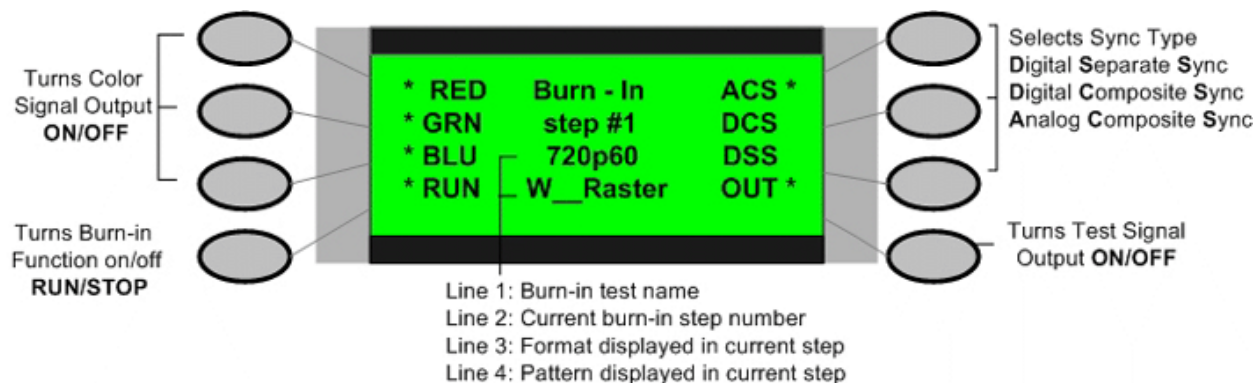 Turns Color
Signal Output
ON/OFF
Turns Burn-in
Function on/off
RUN/STOP
* RED Burn - In ACS *
* GRN step #1 DCS
* BLU 720p60 DSS
* RUN W__Raster OUT *
Selects Sync Type
Digital Separate Sync
Digital Composite Sync
Analog Composite Sync
Turns Test Signal
Output ON/OFF
Line 1: Burn-in test name
Line 2: Current burn-in step number
Line 3: Format displayed in current step
Line 4: Pattern displayed in current step